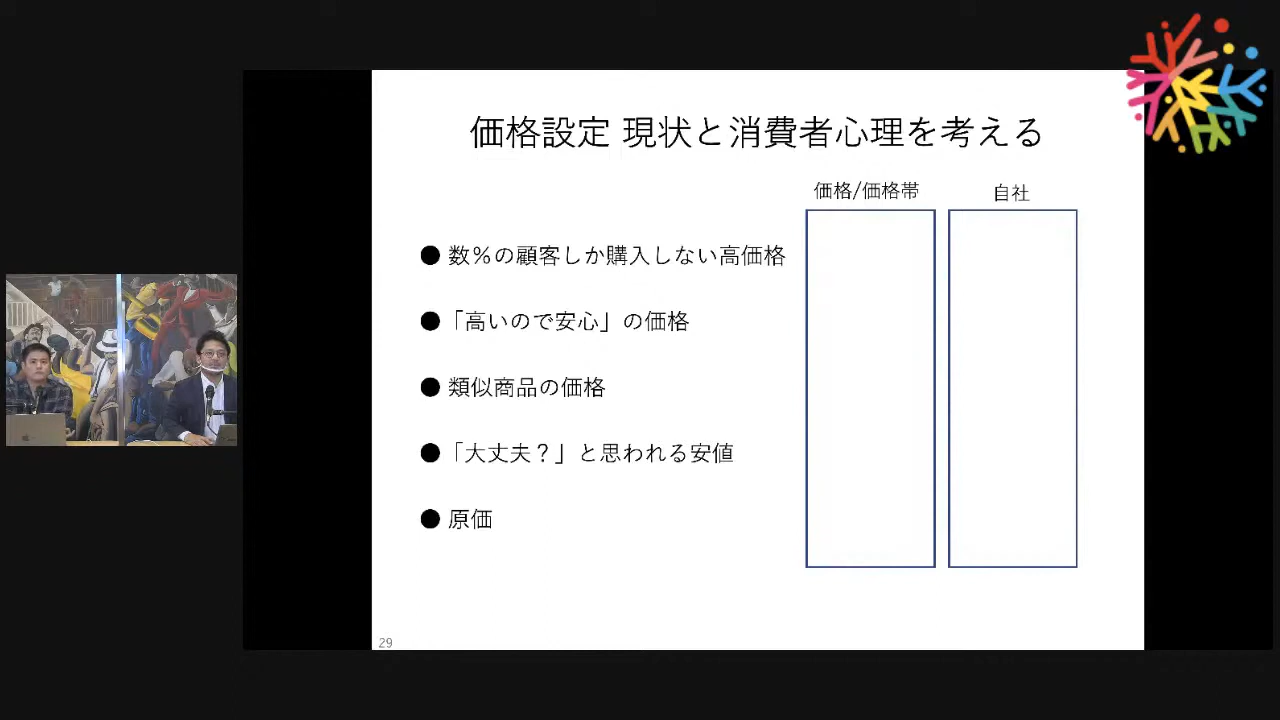 価格設定 現状と消費者心理を考える
価格/価格帯
自社
● 数%の顧客しか購入しない高価格
● 「高いので安心」の価格
● 類似商品の価格
● 「大丈夫？」と思われる安値
● 原価
29